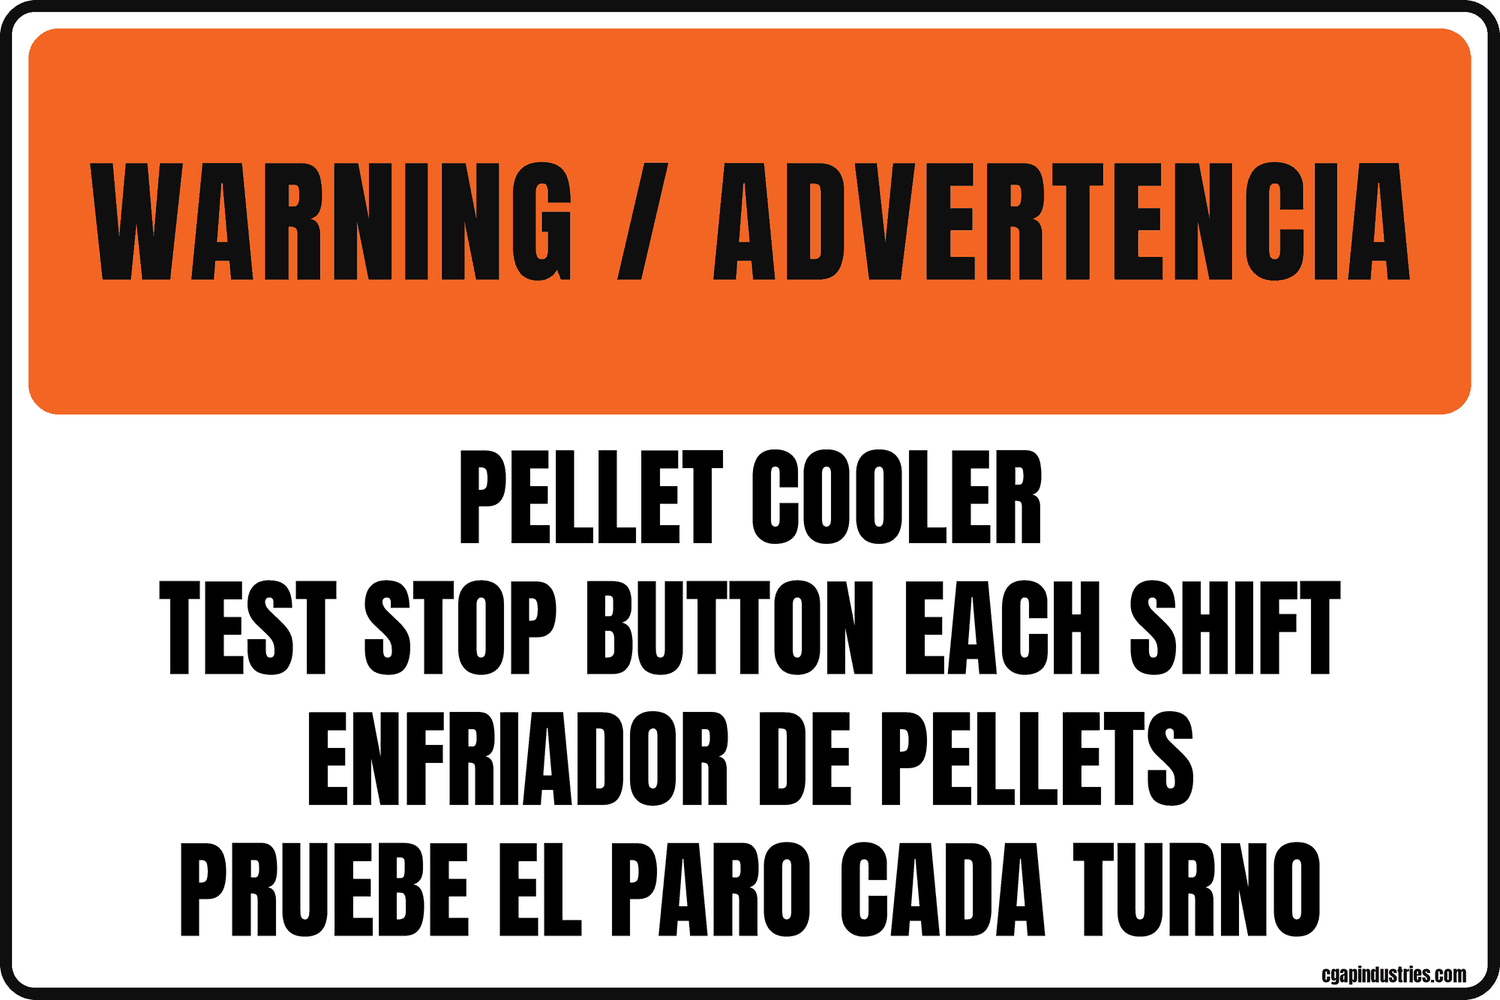 WARNING / ADVERTENCIA
PELLET COOLER
TEST STOP BUTTON EACH SHIFT
ENFRIADOR DE PELLETS
PRUEBE EL PARO CADA TURNO
cgapindustries.com